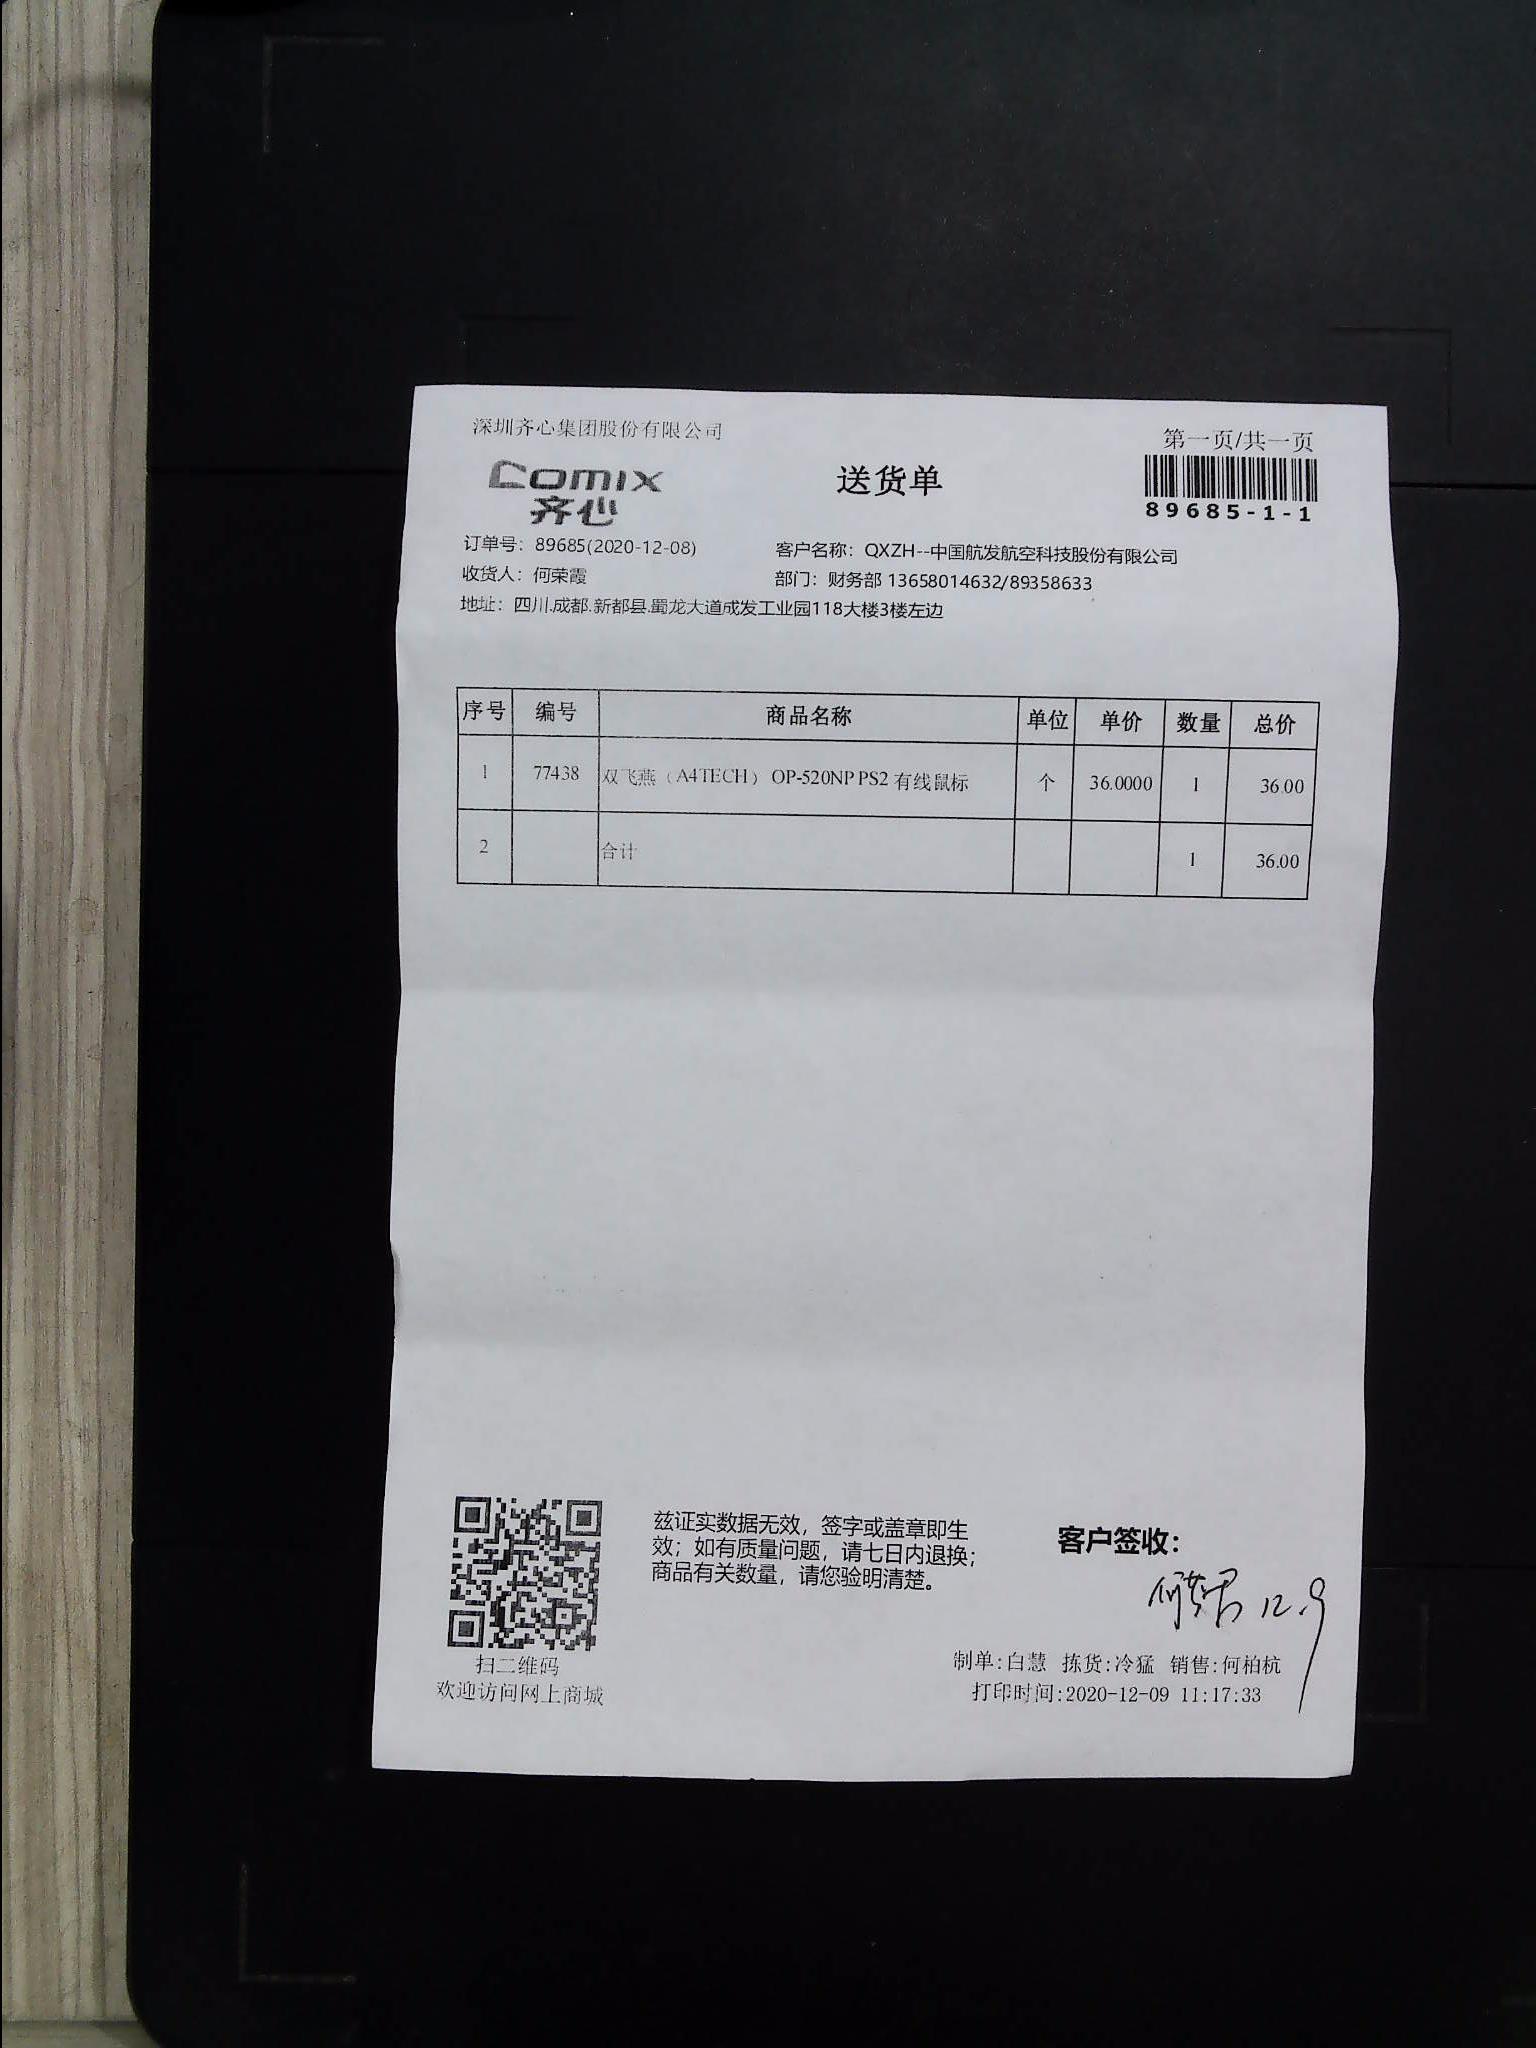 深圳齐心集团股份有限公司
第一页/共一页
comix
齐心
送货单
89685-1-1
订单号：89685(2020-12-08)
客户名称：QXZH--中国航发航空科技股份有限公司
收货人：何荣霞
部门：财务部 13658014632/89358633
地址：四川.成都.新都县.蜀龙大道成发工业园118大楼3楼左边
序号 编号 商品名称 单位 单价 数量 总价
1 77438 双飞燕（A4TECH）OP-520NP PS2 有线鼠标 个 36.0000 1 36.00
2 合计 1 36.00
兹证实数据无效，签字或盖章即生
效；如有质量问题，请七日内退换；
商品有关数量，请您验明清楚。
客户签收：
12.9
扫二维码
欢迎访问网上商城
制单:白慧 拣货:冷猛 销售:何柏杭
打印时间:2020-12-09 11:17:33